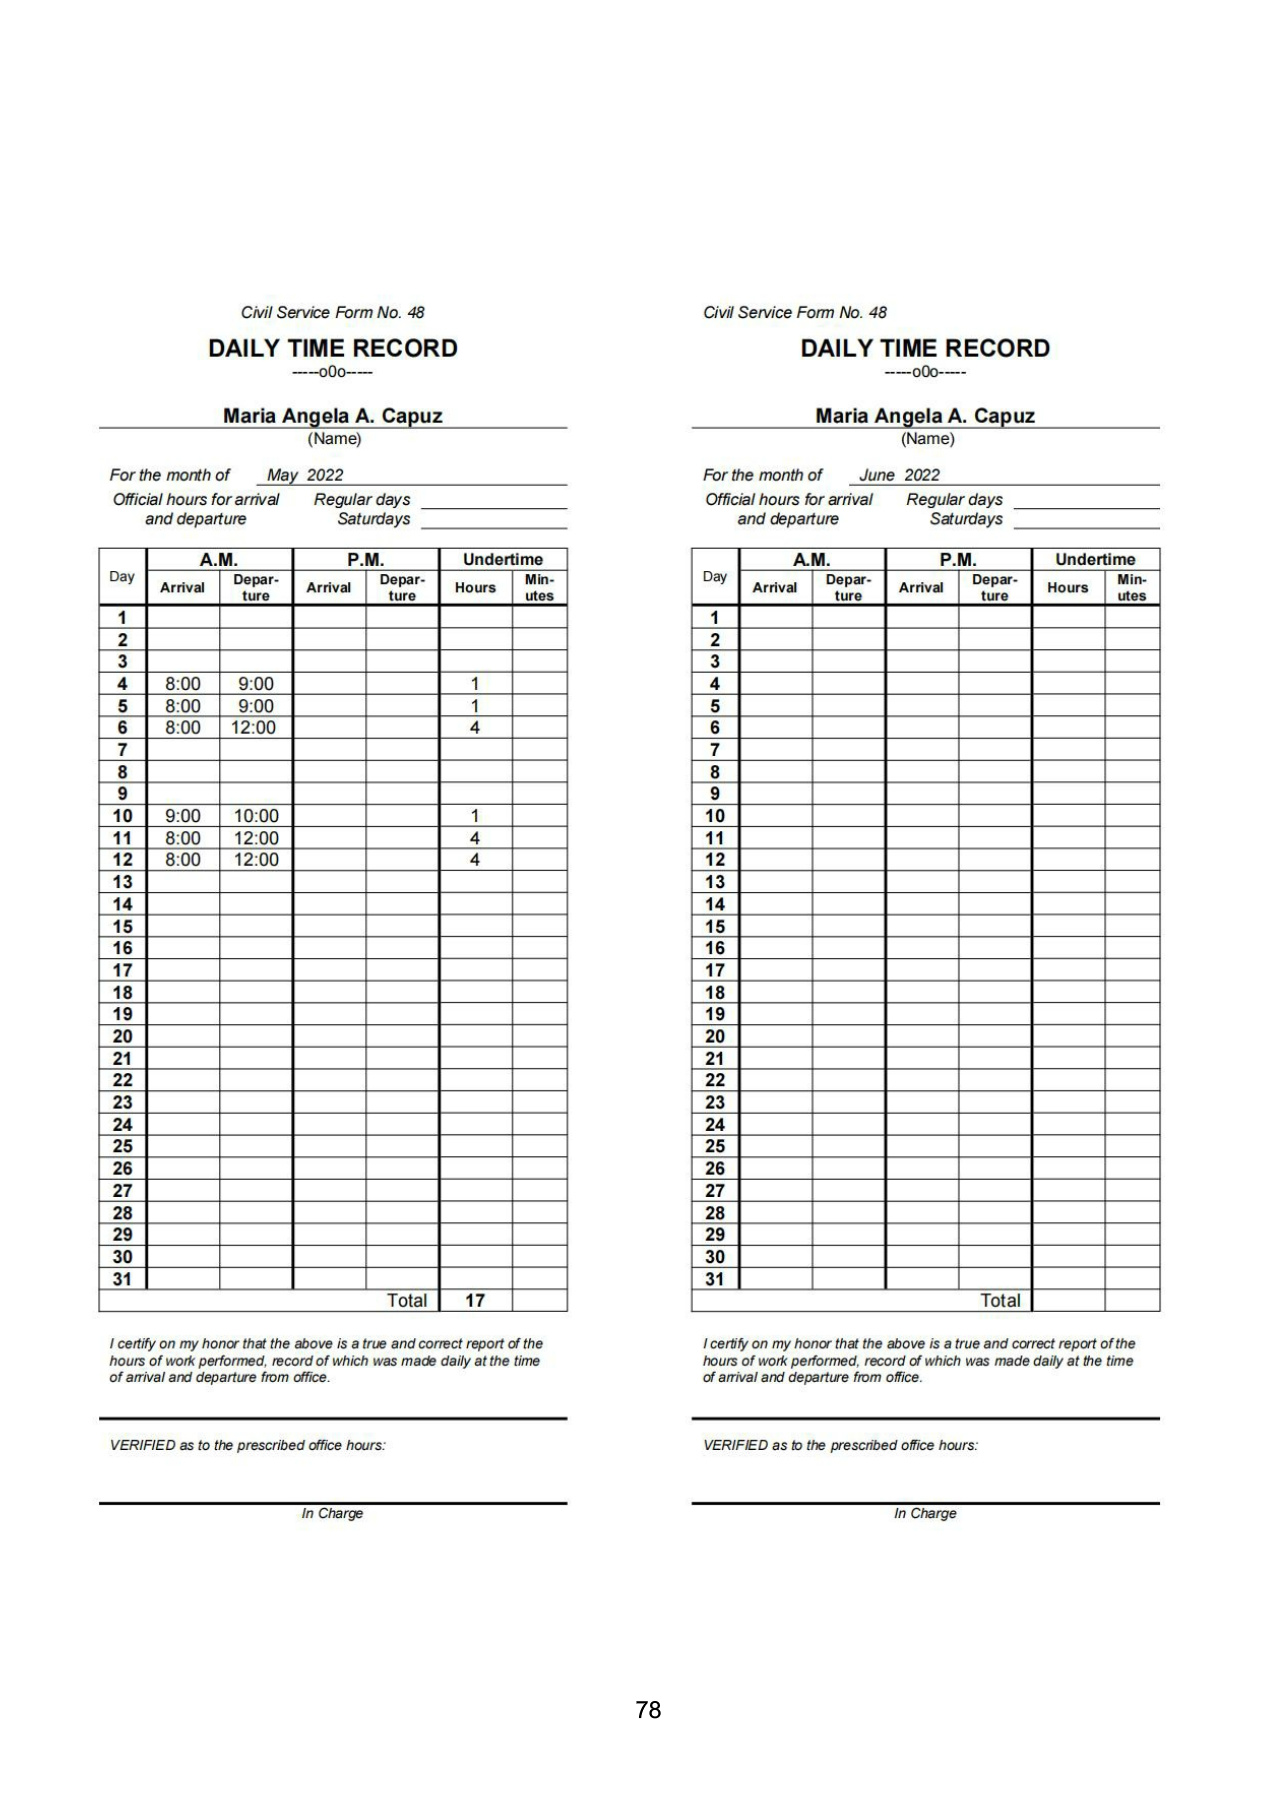 Civil Service Form No. 48
DAILY TIME RECORD
-----o0o-----
Maria Angela A. Capuz
(Name)
For the month of May 2022
Official hours for arrival Regular days
and departure Saturdays
Day A.M. P.M. Undertime
Arrival Depar-ture Arrival Depar-ture Hours Min-utes
1
2
3
4 8:00 9:00 1
5 8:00 9:00 1
6 8:00 12:00 4
7
8
9
10 9:00 10:00 1
11 8:00 12:00 4
12 8:00 12:00 4
13
14
15
16
17
18
19
20
21
22
23
24
25
26
27
28
29
30
31
Total 17
I certify on my honor that the above is a true and correct report of the
hours of work performed, record of which was made daily at the time
of arrival and departure from office.
VERIFIED as to the prescribed office hours:
In Charge
Civil Service Form No. 48
DAILY TIME RECORD
-----o0o-----
Maria Angela A. Capuz
(Name)
For the month of June 2022
Official hours for arrival Regular days
and departure Saturdays
Day A.M. P.M. Undertime
Arrival Depar-ture Arrival Depar-ture Hours Min-utes
1
2
3
4
5
6
7
8
9
10
11
12
13
14
15
16
17
18
19
20
21
22
23
24
25
26
27
28
29
30
31
Total
I certify on my honor that the above is a true and correct report of the
hours of work performed, record of which was made daily at the time
of arrival and departure from office.
VERIFIED as to the prescribed office hours:
In Charge
78